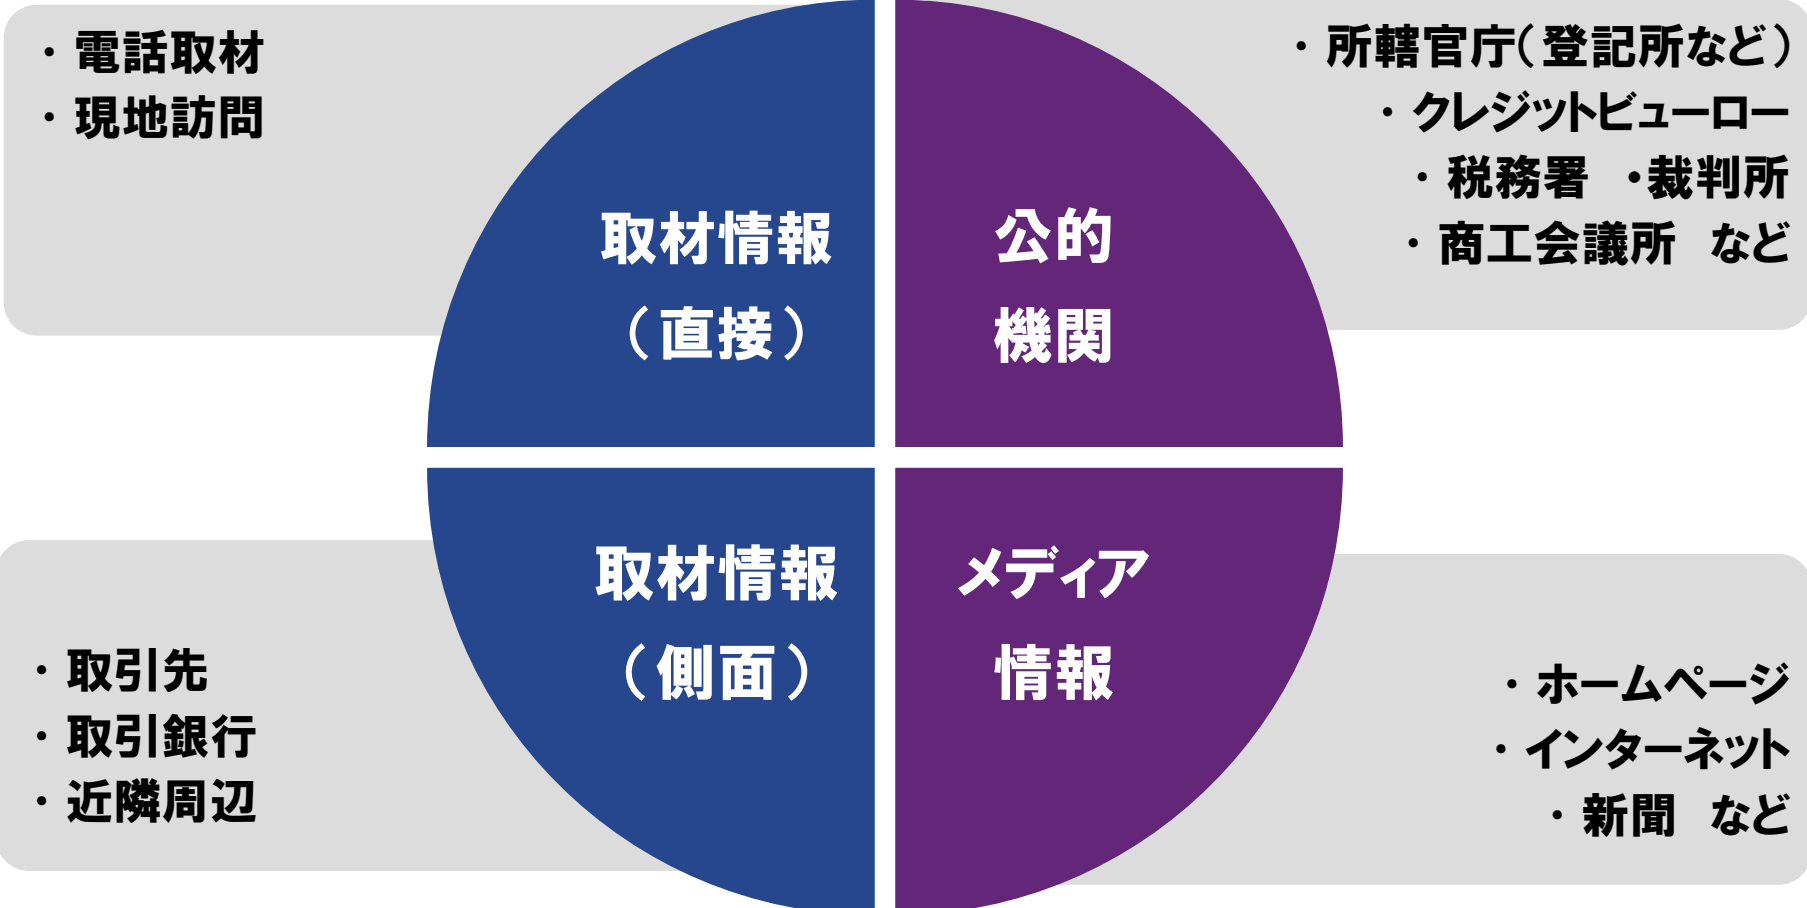 ・電話取材
・現地訪問
取材情報
（直接）
公的
機関
・所轄官庁（登記所など）
・クレジットビューロー
・税務署　・裁判所
・商工会議所　など
・取引先
・取引銀行
・近隣周辺
取材情報
（側面）
メディア
情報
・ホームページ
・インターネット
・新聞　など